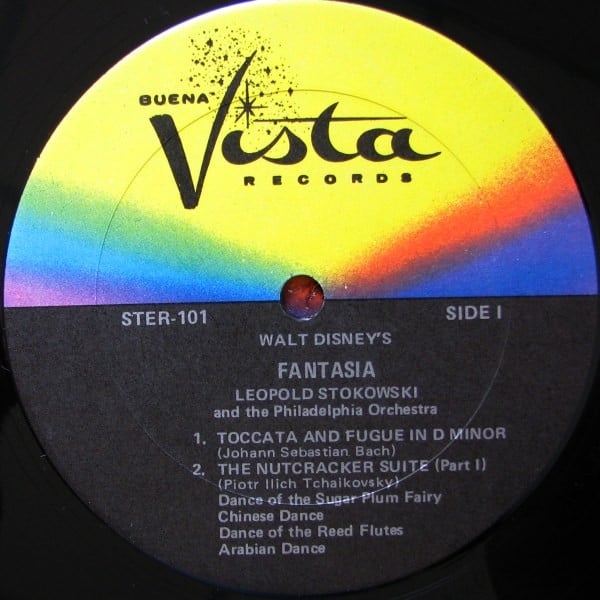 BUENA
Vista
RECORDS
STER-101 SIDE I
WALT DISNEY'S
FANTASIA
LEOPOLD STOKOWSKI
and the Philadelphia Orchestra
1. TOCCATA AND FUGUE IN D MINOR
(Johann Sebastian Bach)
2. THE NUTCRACKER SUITE (Part I)
(Piotr Ilich Tchaikovsky)
Dance of the Sugar Plum Fairy
Chinese Dance
Dance of the Reed Flutes
Arabian Dance